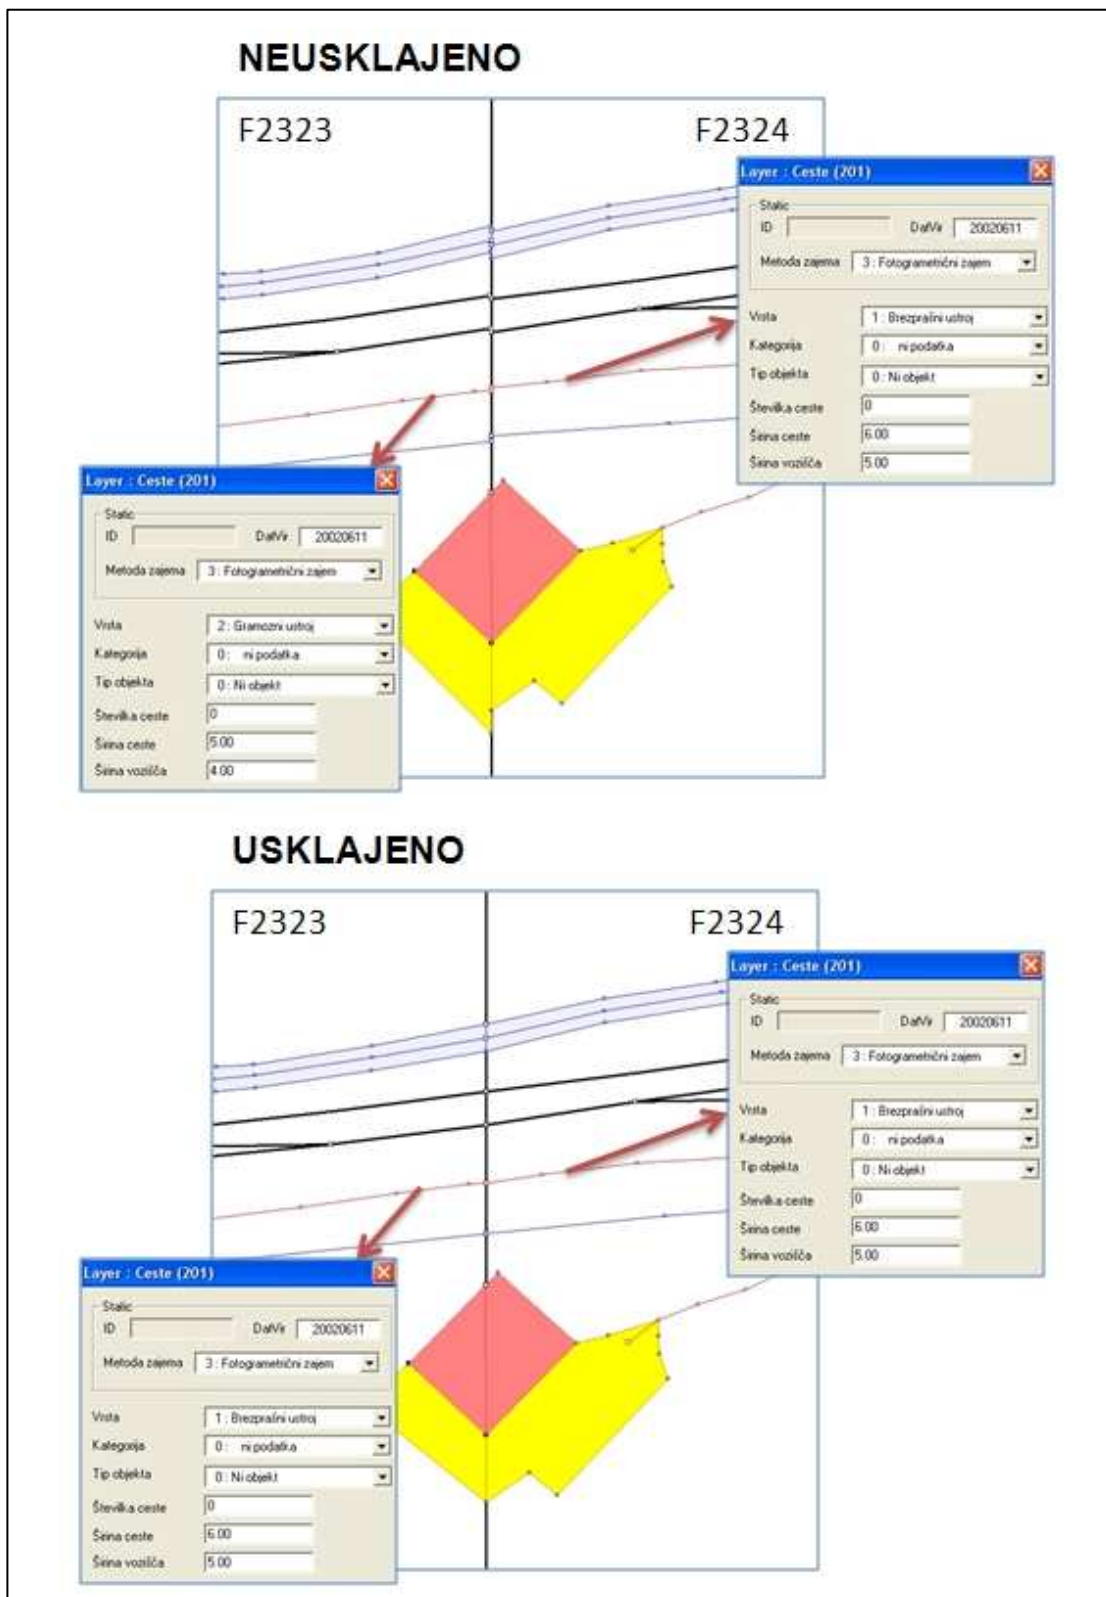 NEUSKLAJENO
F2323
F2324
Layer : Ceste (201)
Static
ID
DatVir 20020611
Metoda zajema 3 : Fotogrametrični zajem
Vrsta 1 : Brezprašni ustroj
Kategorija 0 : ni podatka
Tip objekta 0 : Ni objekt
Številka ceste 0
Širina ceste 6.00
Širina vozišča 5.00
Layer : Ceste (201)
Static
ID
DatVir 20020611
Metoda zajema 3 : Fotogrametrični zajem
Vrsta 2 : Gramozni ustroj
Kategorija 0 : ni podatka
Tip objekta 0 : Ni objekt
Številka ceste 0
Širina ceste 5.00
Širina vozišča 4.00
USKLAJENO
F2323
F2324
Layer : Ceste (201)
Static
ID
DatVir 20020611
Metoda zajema 3 : Fotogrametrični zajem
Vrsta 1 : Brezprašni ustroj
Kategorija 0 : ni podatka
Tip objekta 0 : Ni objekt
Številka ceste 0
Širina ceste 6.00
Širina vozišča 5.00
Layer : Ceste (201)
Static
ID
DatVir 20020611
Metoda zajema 3 : Fotogrametrični zajem
Vrsta 1 : Brezprašni ustroj
Kategorija 0 : ni podatka
Tip objekta 0 : Ni objekt
Številka ceste 0
Širina ceste 6.00
Širina vozišča 5.00